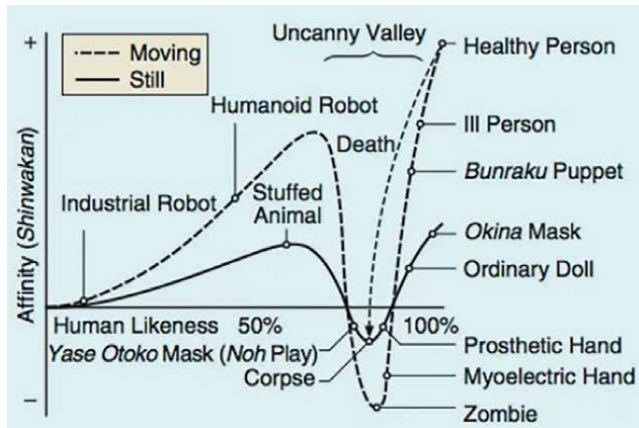 +
Uncanny Valley
Moving
Still
Healthy Person
Humanoid Robot
Death
Ill Person
Bunraku Puppet
Stuffed
Animal
Industrial Robot
Affinity (Shinwakan)
Okina Mask
Ordinary Doll
Human Likeness 50% 100%
Yase Otoko Mask (Noh Play)
Prosthetic Hand
Corpse
Myoelectric Hand
Zombie
–